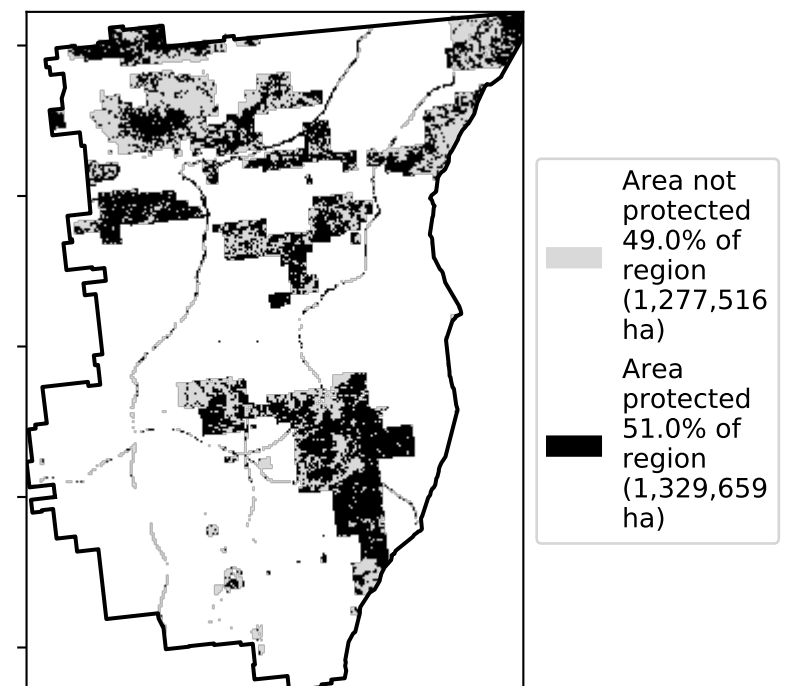 Area not
protected
49.0% of
region
(1,277,516
ha)
Area
protected
51.0% of
region
(1,329,659
ha)